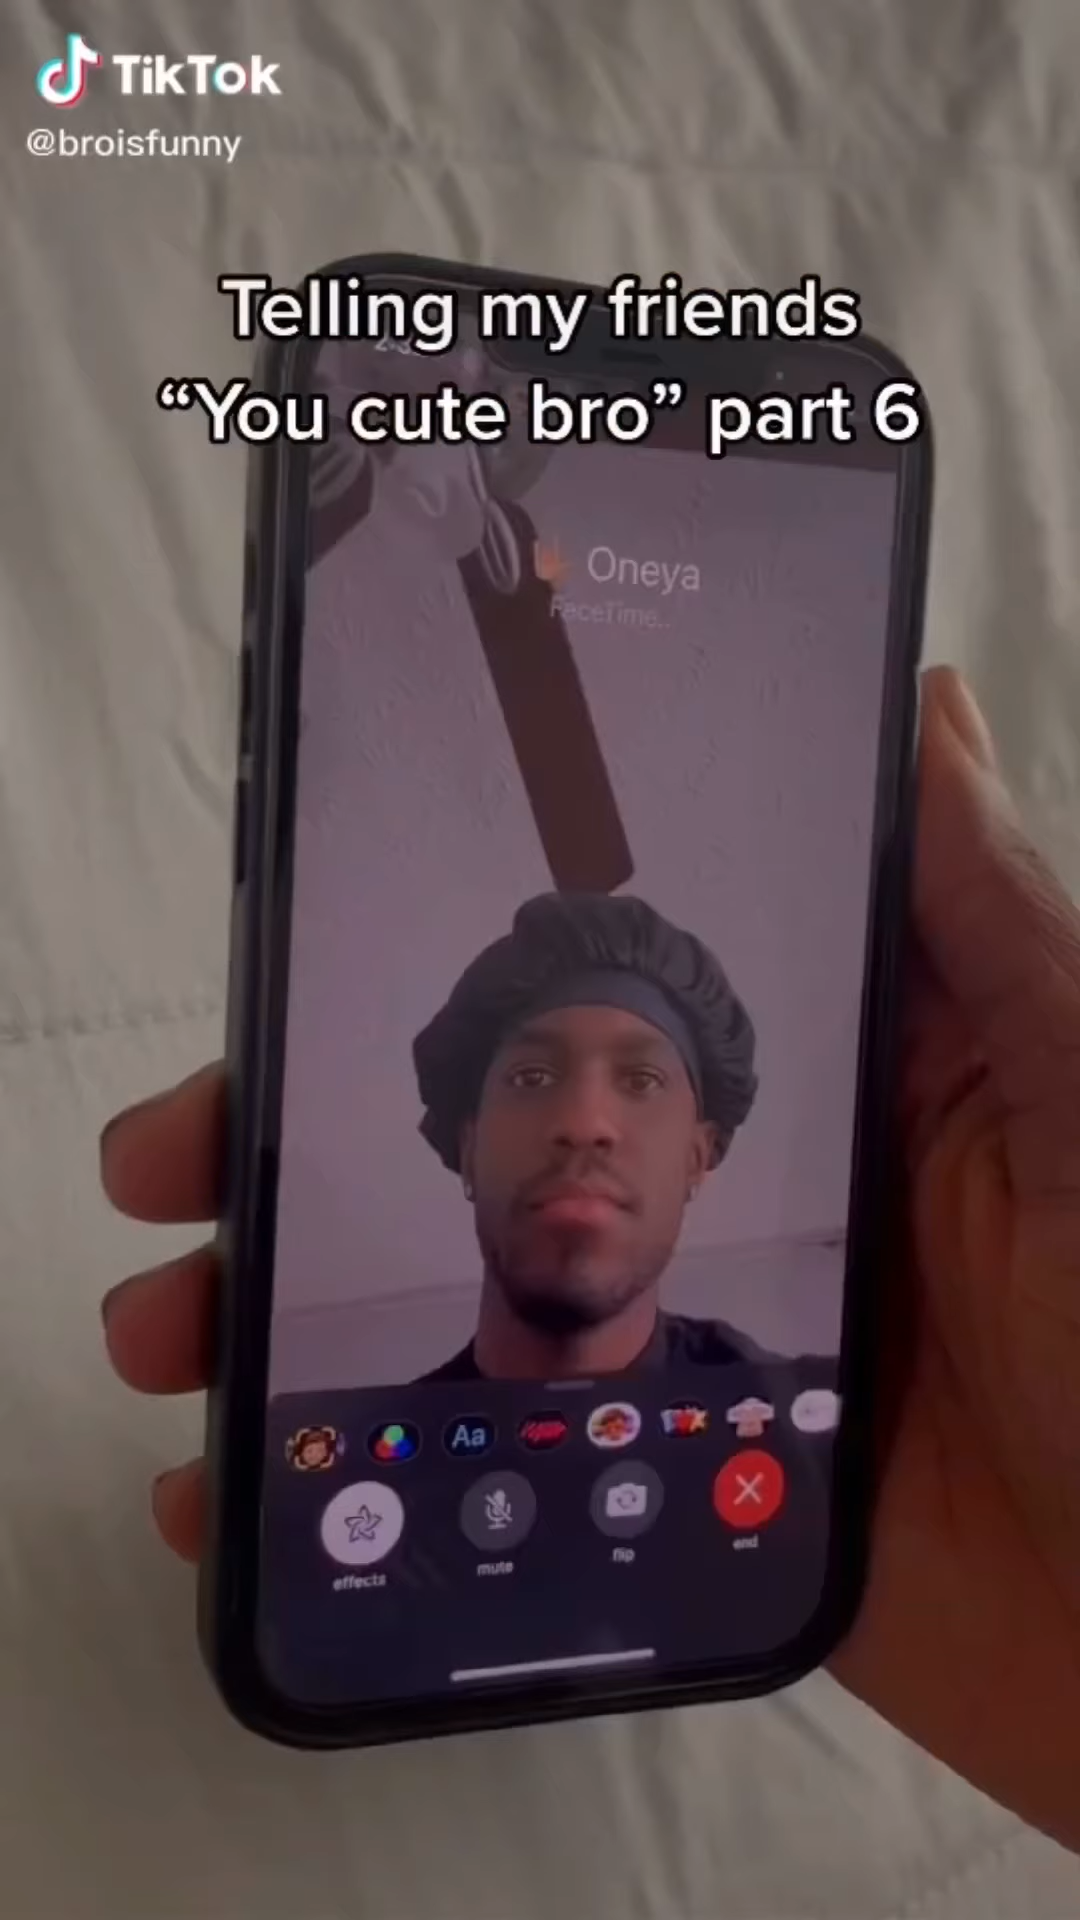 TikTok
@broisfunny
Telling my friends
“You cute bro” part 6
Oneya
FaceTime..
Aa
effects
mute
flip
end